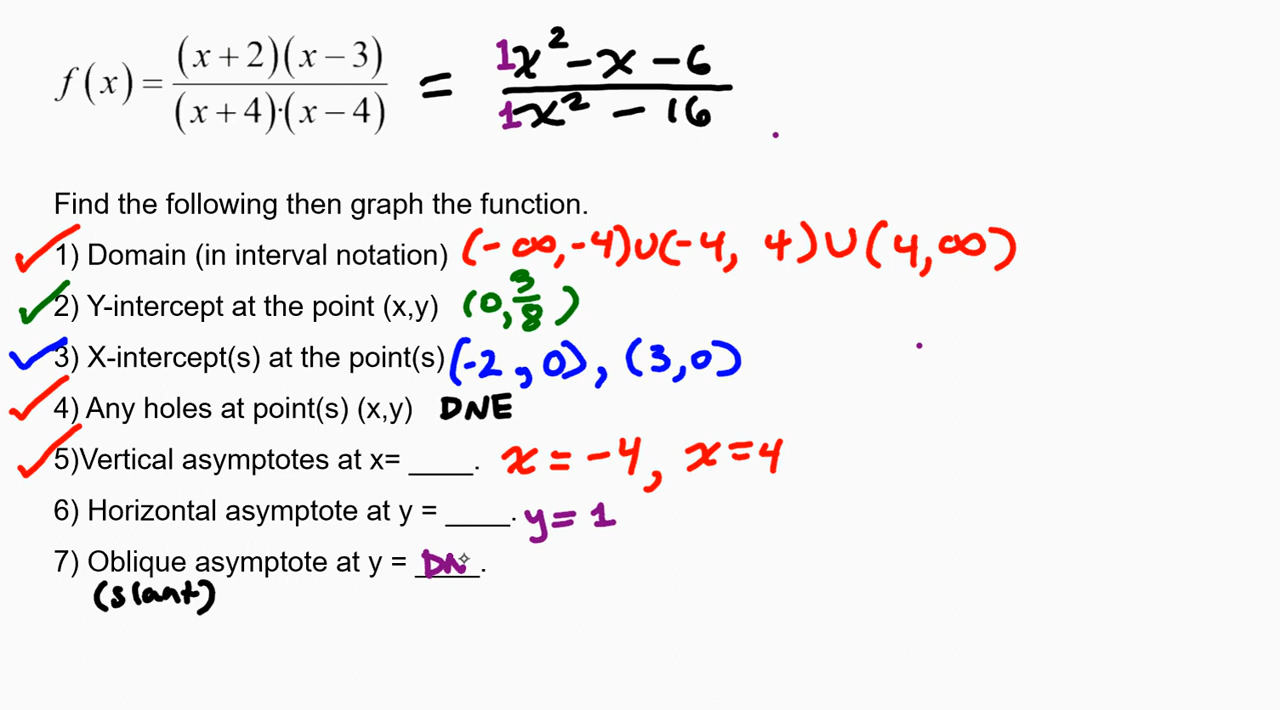 f(x) = (x+2)(x−3) / (x+4)·(x−4) = 1x² − x − 6 / 1x² − 16
Find the following then graph the function.
1) Domain (in interval notation) (-∞,-4)∪(-4, 4)∪(4,∞)
2) Y-intercept at the point (x,y) (0, 3/8)
3) X-intercept(s) at the point(s) (-2, 0), (3,0)
4) Any holes at point(s) (x,y) DNE
5)Vertical asymptotes at x= ____. x = -4, x=4
6) Horizontal asymptote at y = ____. y= 1
7) Oblique asymptote at y = DN.
(slant)